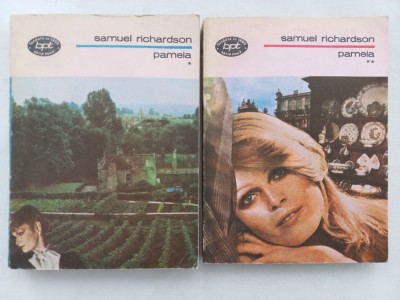 bpt
samuel richardson
pamela
*
bpt
samuel richardson
pamela
**